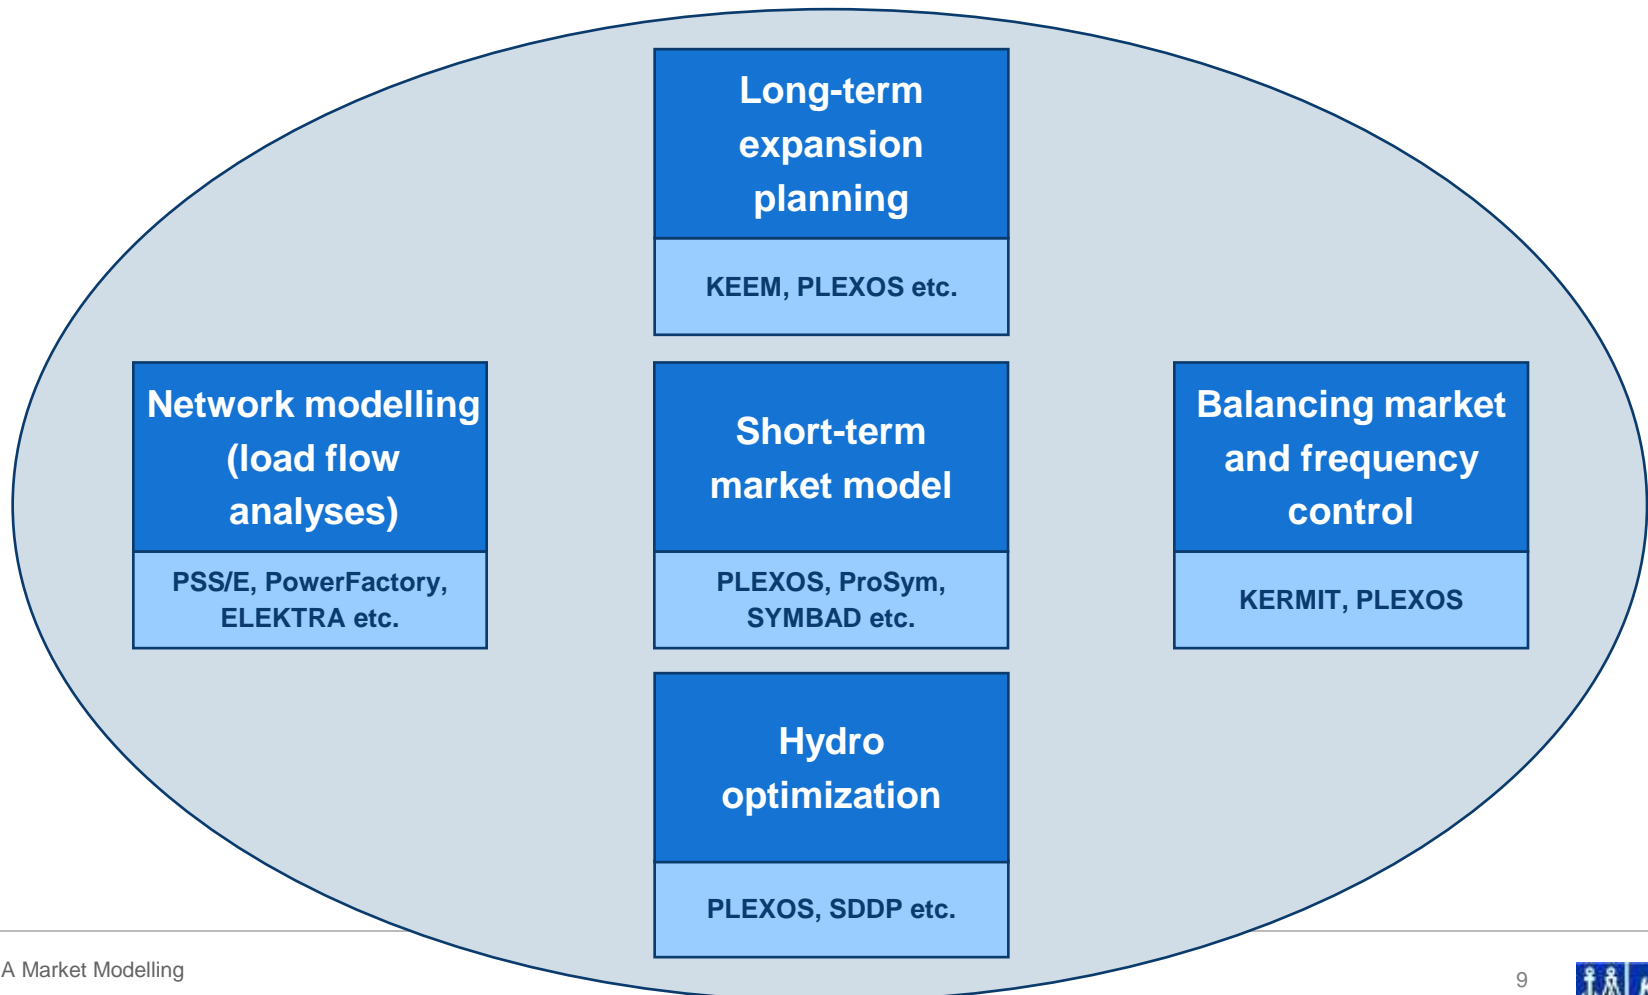 Long-term
expansion
planning
KEEM, PLEXOS etc.
Network modelling
(load flow
analyses)
PSS/E, PowerFactory,
ELEKTRA etc.
Short-term
market model
PLEXOS, ProSym,
SYMBAD etc.
Balancing market
and frequency
control
KERMIT, PLEXOS
Hydro
optimization
PLEXOS, SDDP etc.
A Market Modelling
9